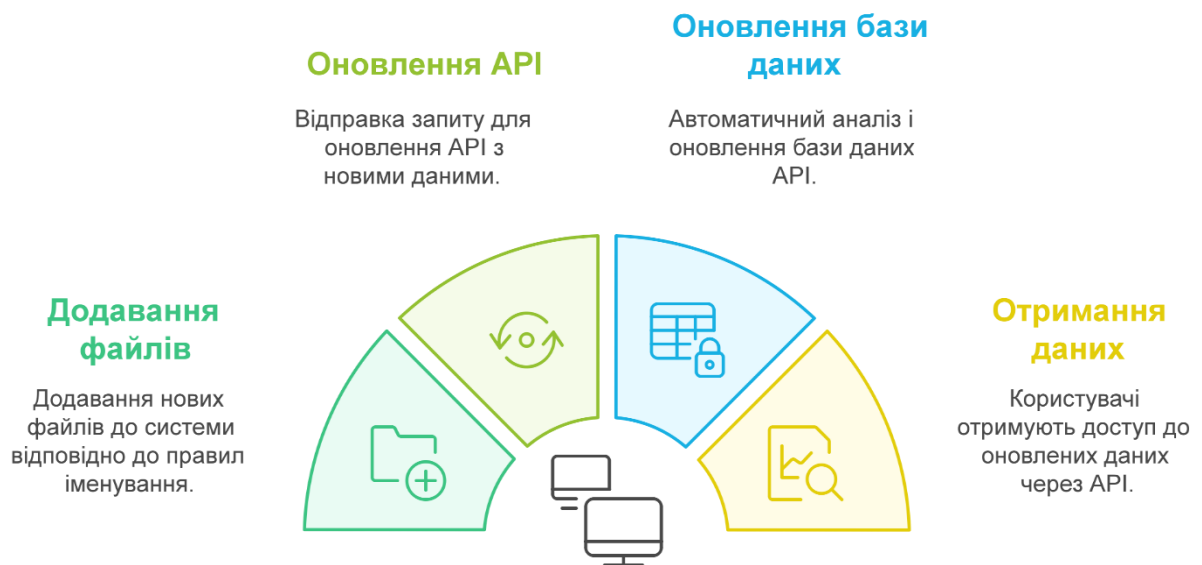 Додавання
файлів
Додавання нових
файлів до системи
відповідно до правил
іменування.
Оновлення API
Відправка запиту для
оновлення API з
новими даними.
Оновлення бази
даних
Автоматичний аналіз і
оновлення бази даних
API.
Отримання
даних
Користувачі
отримують доступ до
оновлених даних
через API.